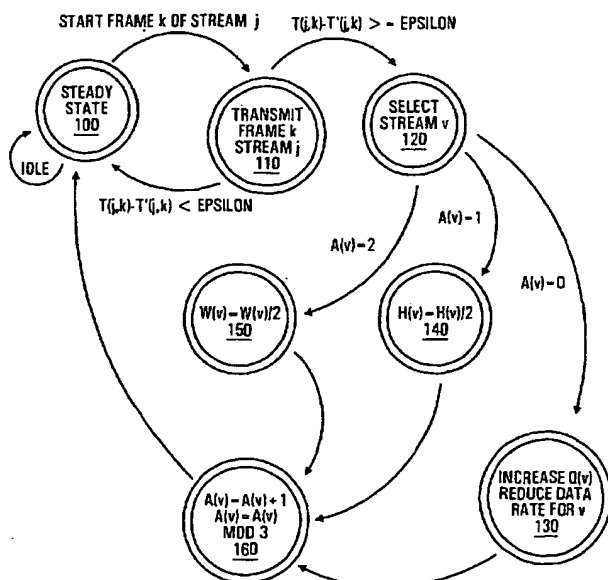 START FRAME k OF STREAM j
T(j,k)-T'(j,k) >= EPSILON
STEADY
STATE
100
TRANSMIT
FRAME k
STREAM j
110
SELECT
STREAM v
120
IDLE
T(j,k)-T'(j,k) < EPSILON
A(v)=2
A(v)=1
A(v)=0
W(v)=W(v)/2
150
H(v)=H(v)/2
140
INCREASE Q(v)
REDUCE DATA
RATE FOR v
130
A(v)=A(v)+1
A(v)=A(v)
MOD 3
160